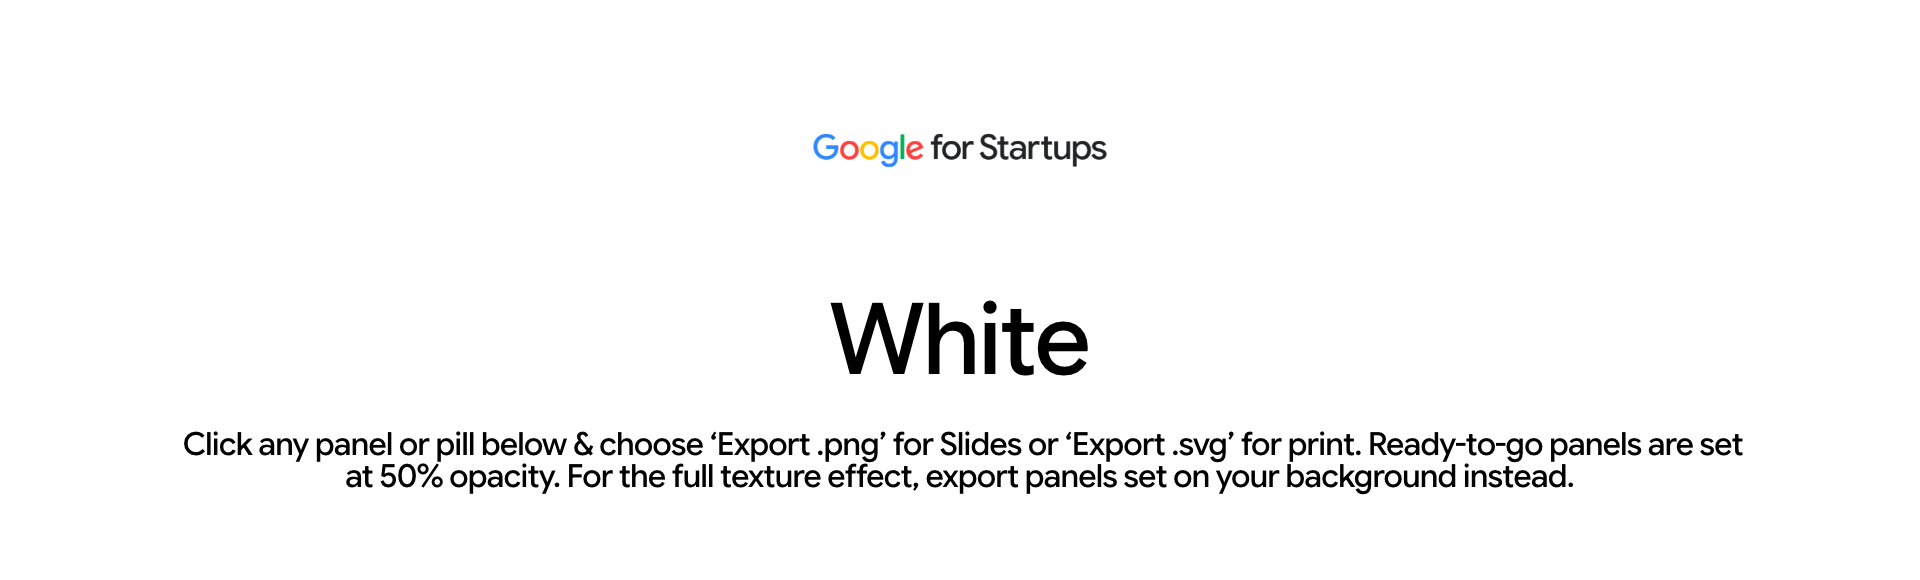 Google for Startups
White
Click any panel or pill below & choose ‘Export .png’ for Slides or ‘Export .svg’ for print. Ready-to-go panels are set
at 50% opacity. For the full texture effect, export panels set on your background instead.